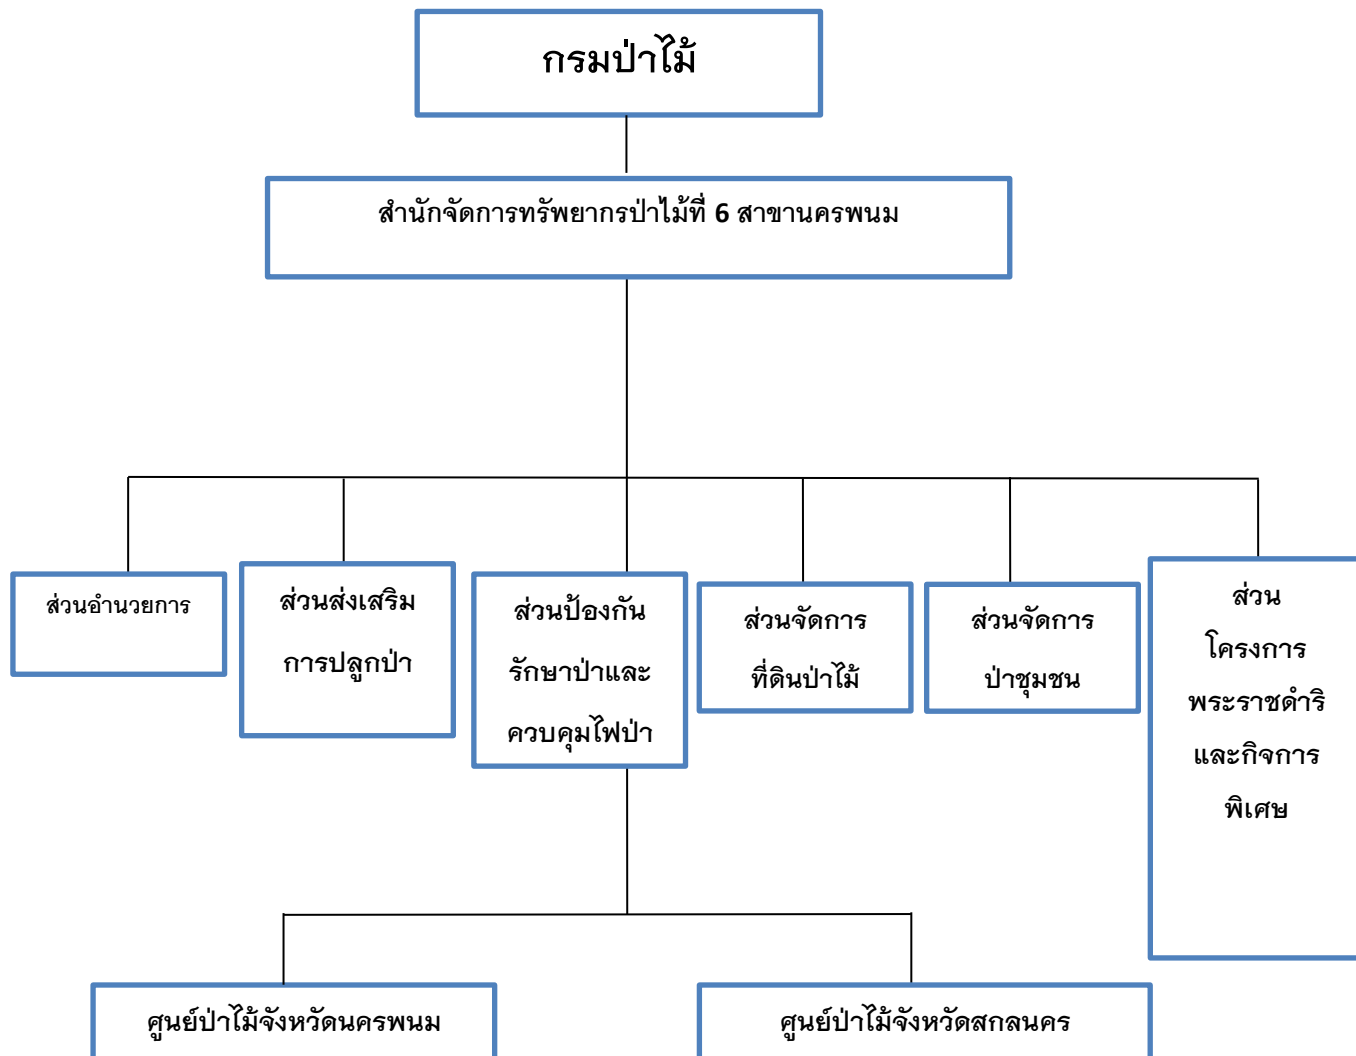 กรมป่าไม้
สำนักจัดการทรัพยากรป่าไม้ที่ 6 สาขานครพนม
ส่วนอำนวยการ
ส่วนส่งเสริม
การปลูกป่า
ส่วนป้องกัน
รักษาป่าและ
ควบคุมไฟป่า
ส่วนจัดการ
ที่ดินป่าไม้
ส่วนจัดการ
ป่าชุมชน
ส่วน
โครงการ
พระราชดำริ
และกิจการ
พิเศษ
ศูนย์ป่าไม้จังหวัดนครพนม
ศูนย์ป่าไม้จังหวัดสกลนคร